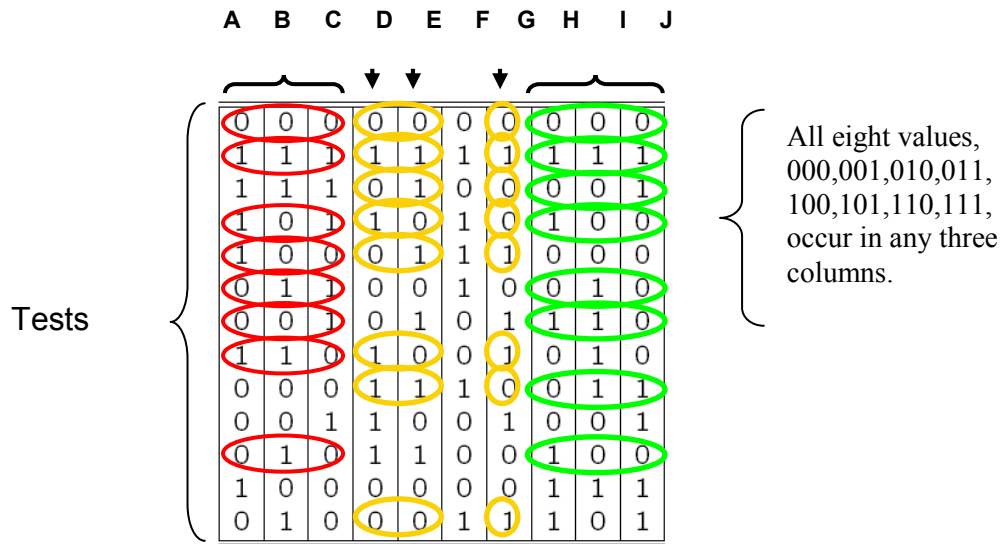 A B C D E F G H I J
0 0 0 0 0 0 0 0 0 0
1 1 1 1 1 1 1 1 1 1
1 1 1 0 1 0 0 0 0 1
1 0 1 1 0 1 0 1 0 0
1 0 0 0 1 1 1 0 0 0
0 1 1 0 0 1 0 0 1 0
0 0 1 0 1 0 1 1 1 0
1 1 0 1 0 0 1 0 1 0
0 0 0 1 1 1 0 0 1 1
0 0 1 1 0 0 1 0 0 1
0 1 0 1 1 0 0 1 0 0
1 0 0 0 0 0 0 1 1 1
0 1 0 0 0 1 1 1 0 1
Tests
All eight values,
000,001,010,011,
100,101,110,111,
occur in any three
columns.